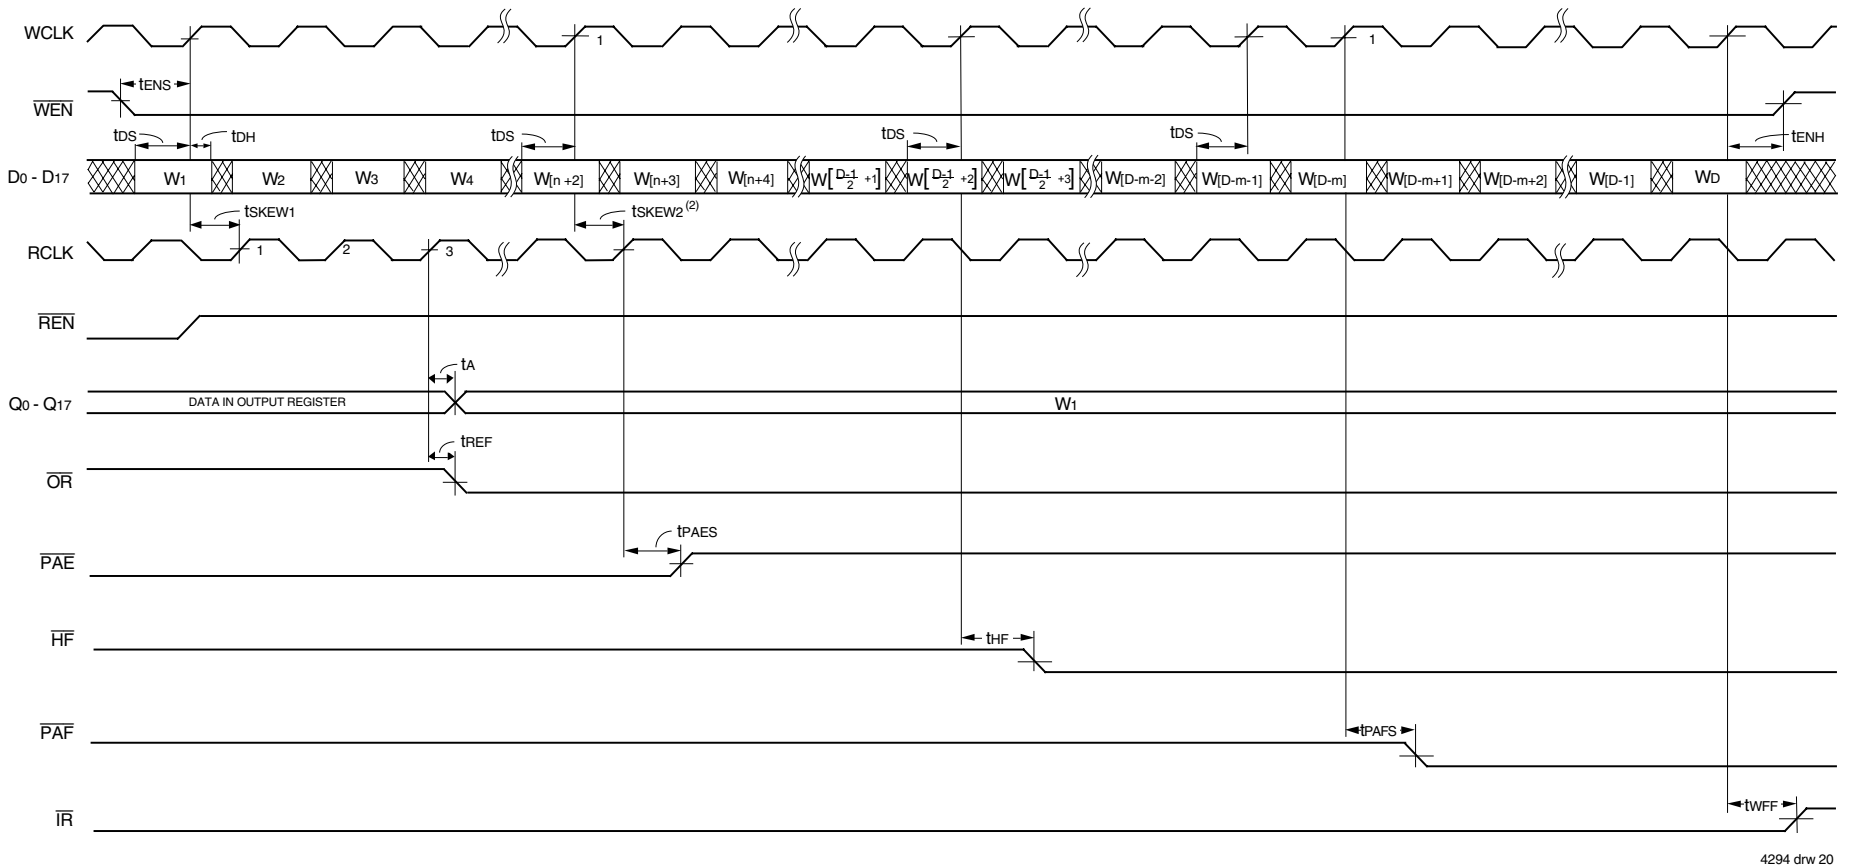 WCLK 1 1
tENS
WEN
tDS tDH tDS tDS tDS tENH
D0 - D17 W1 W2 W3 W4 W[n +2] W[n+3] W[n+4] W[D-1/2 +1] W[D-1/2 +2] W[D-1/2 +3] W[D-m-2] W[D-m-1] W[D-m] W[D-m+1] W[D-m+2] W[D-1] WD
tSKEW1 tSKEW2 (2)
RCLK 1 2 3
REN
tA
Q0 - Q17 DATA IN OUTPUT REGISTER W1
tREF
OR
tPAES
PAE
HF tHF
PAF tPAFS
IR tWFF
4294 drw 20